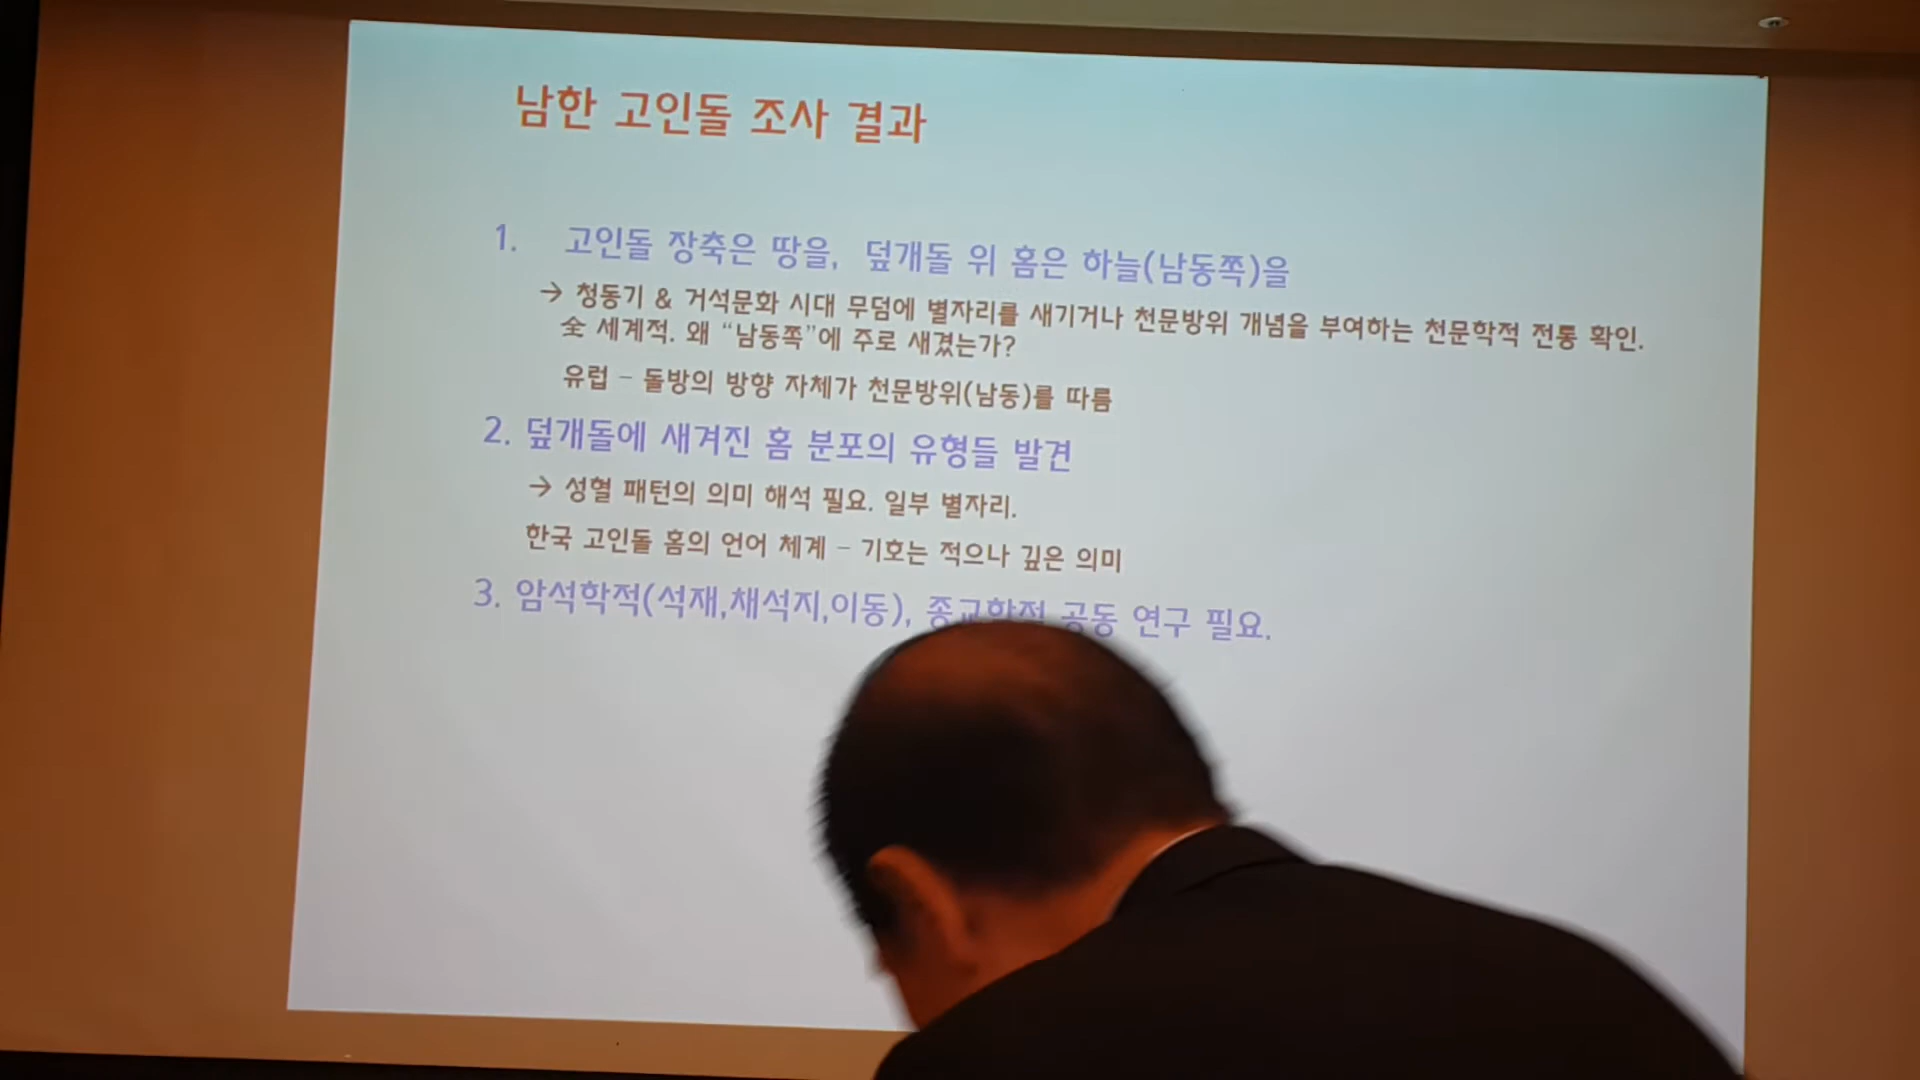 남한 고인돌 조사 결과
1. 고인돌 장축은 땅을, 덮개돌 위 홈은 하늘(남동쪽)을
→ 청동기 & 거석문화 시대 무덤에 별자리를 새기거나 천문방위 개념을 부여하는 천문학적 전통 확인.
全 세계적. 왜 “남동쪽”에 주로 새겼는가?
유럽 – 돌방의 방향 자체가 천문방위(남동)를 따름
2. 덮개돌에 새겨진 홈 분포의 유형들 발견
→ 성혈 패턴의 의미 해석 필요. 일부 별자리.
한국 고인돌 홈의 언어 체계 – 기호는 적으나 깊은 의미
3. 암석학적(석재,채석지,이동), 종교학적 공동 연구 필요.